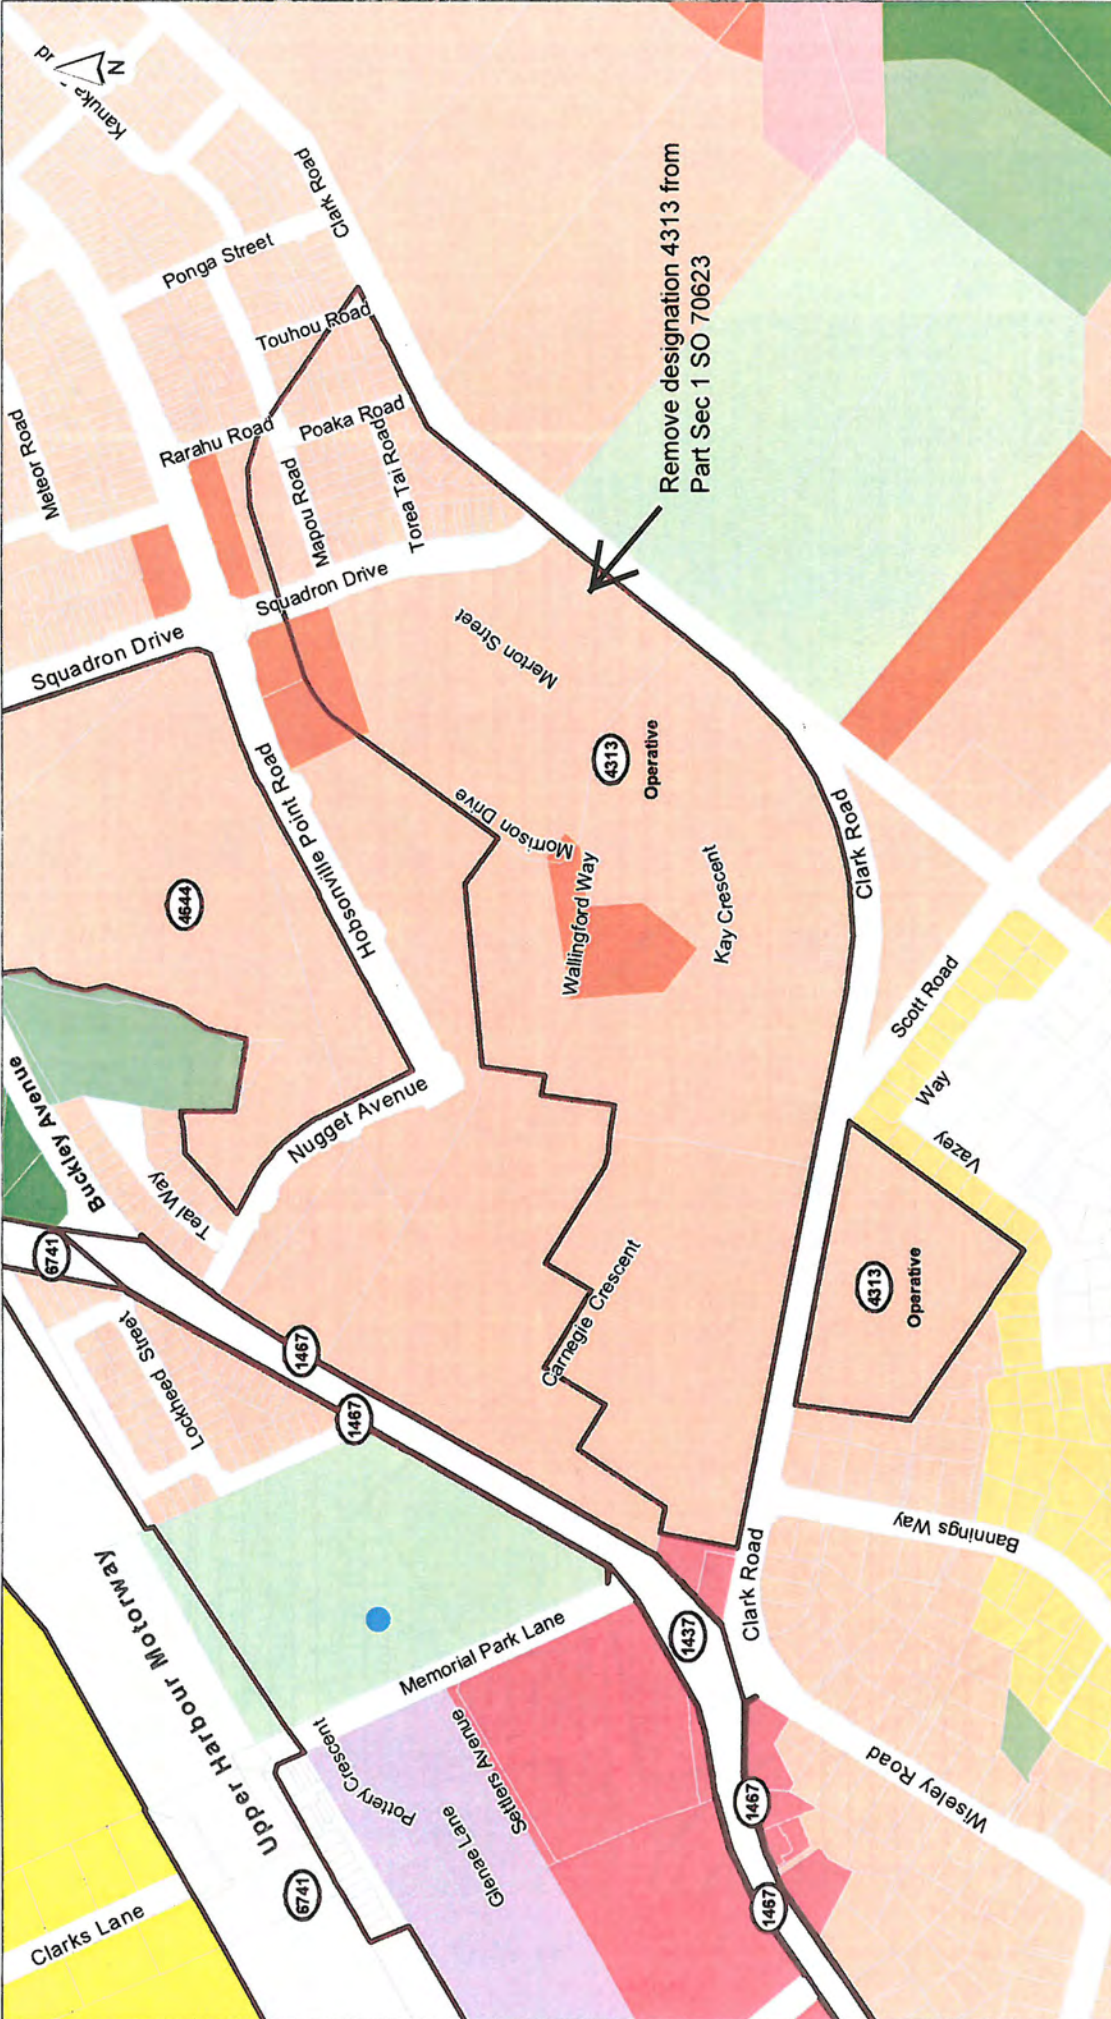 N
Kanuka
rd
Clark Road
Ponga Street
Touhou Road
Meteor Road
Rarahu Road
Poaka Road
Mapou Road
Torea Tai Road
Squadron Drive
Squadron Drive
Remove designation 4313 from
Part Sec 1 SO 70623
Merton Street
Hobsonville Point Road
Morrison Drive
4313
Operative
Wallingford Way
Kay Crescent
Clark Road
4644
Scott Road
Buckley Avenue
Nugget Avenue
Teal Way
Vazey
Way
6741
Lockheed Street
1467
1467
Carnegie Crescent
4313
Operative
Bannings Way
Clark Road
Upper Harbour Motorway
Memorial Park Lane
1437
Pottery Crescent
Settlers Avenue
Glenae Lane
Wiseley Road
1467
1467
6741
Clarks Lane